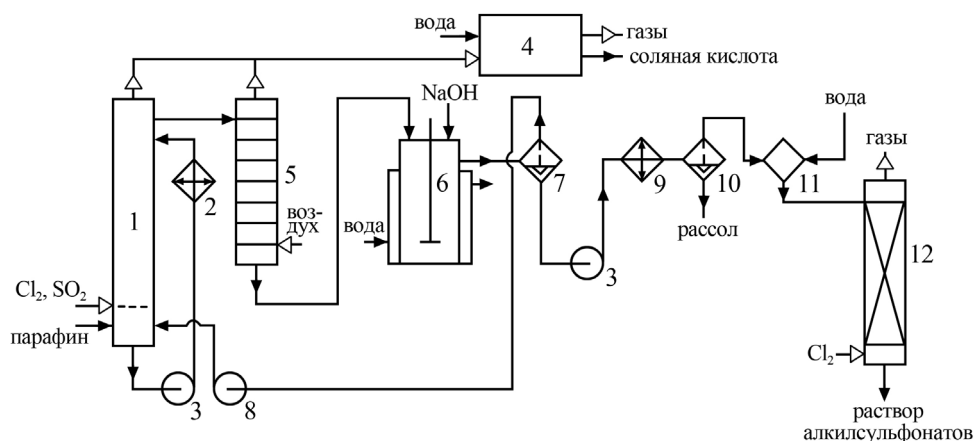 вода
4
газы
соляная кислота
NaOH
вода
газы
5
6
7
9
10
11
2
1
воз-
дух
вода
рассол
3
12
Cl₂, SO₂
парафин
Cl₂
3
8
раствор
алкилсульфонатов